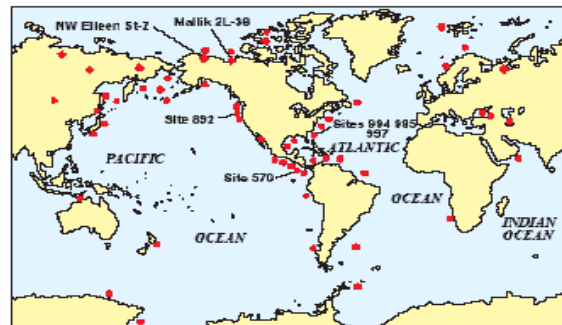 NW Eileen St-2
Mallik 2L-38
Site 892
Sites 994 995
997
ATLANTIC
PACIFIC
Site 570
OCEAN
OCEAN
INDIAN
OCEAN